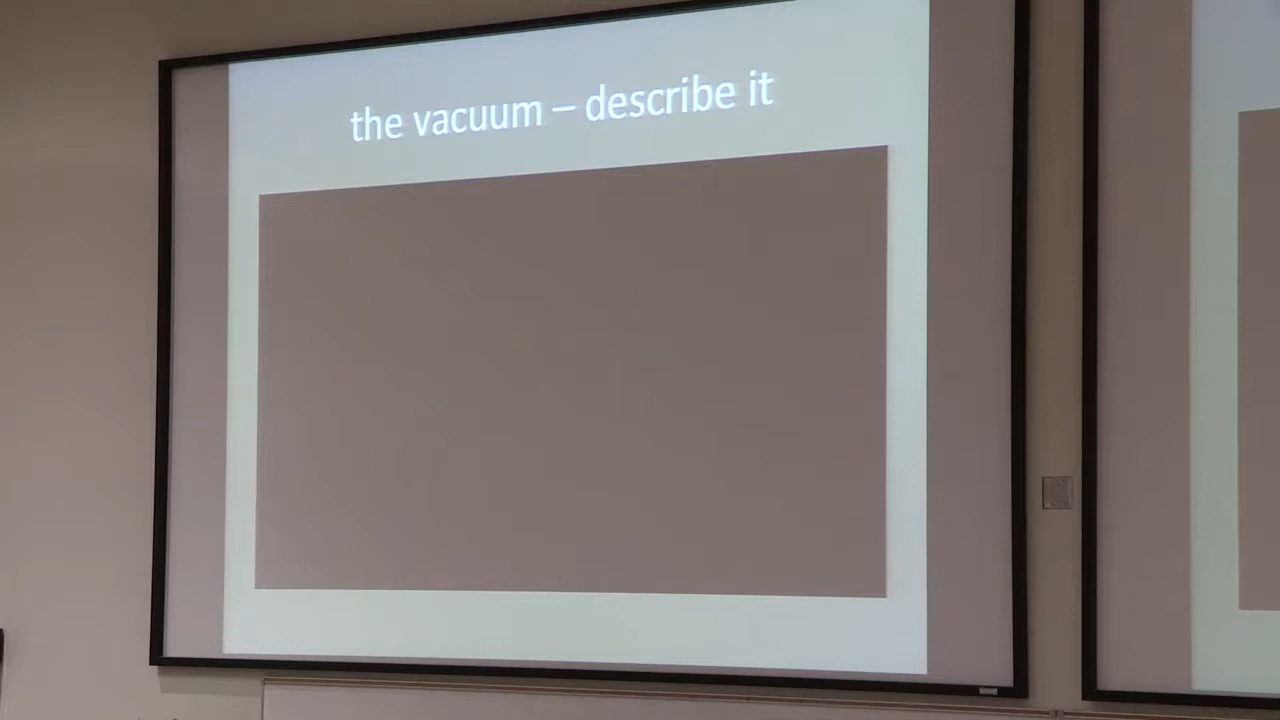 the vacuum – describe it